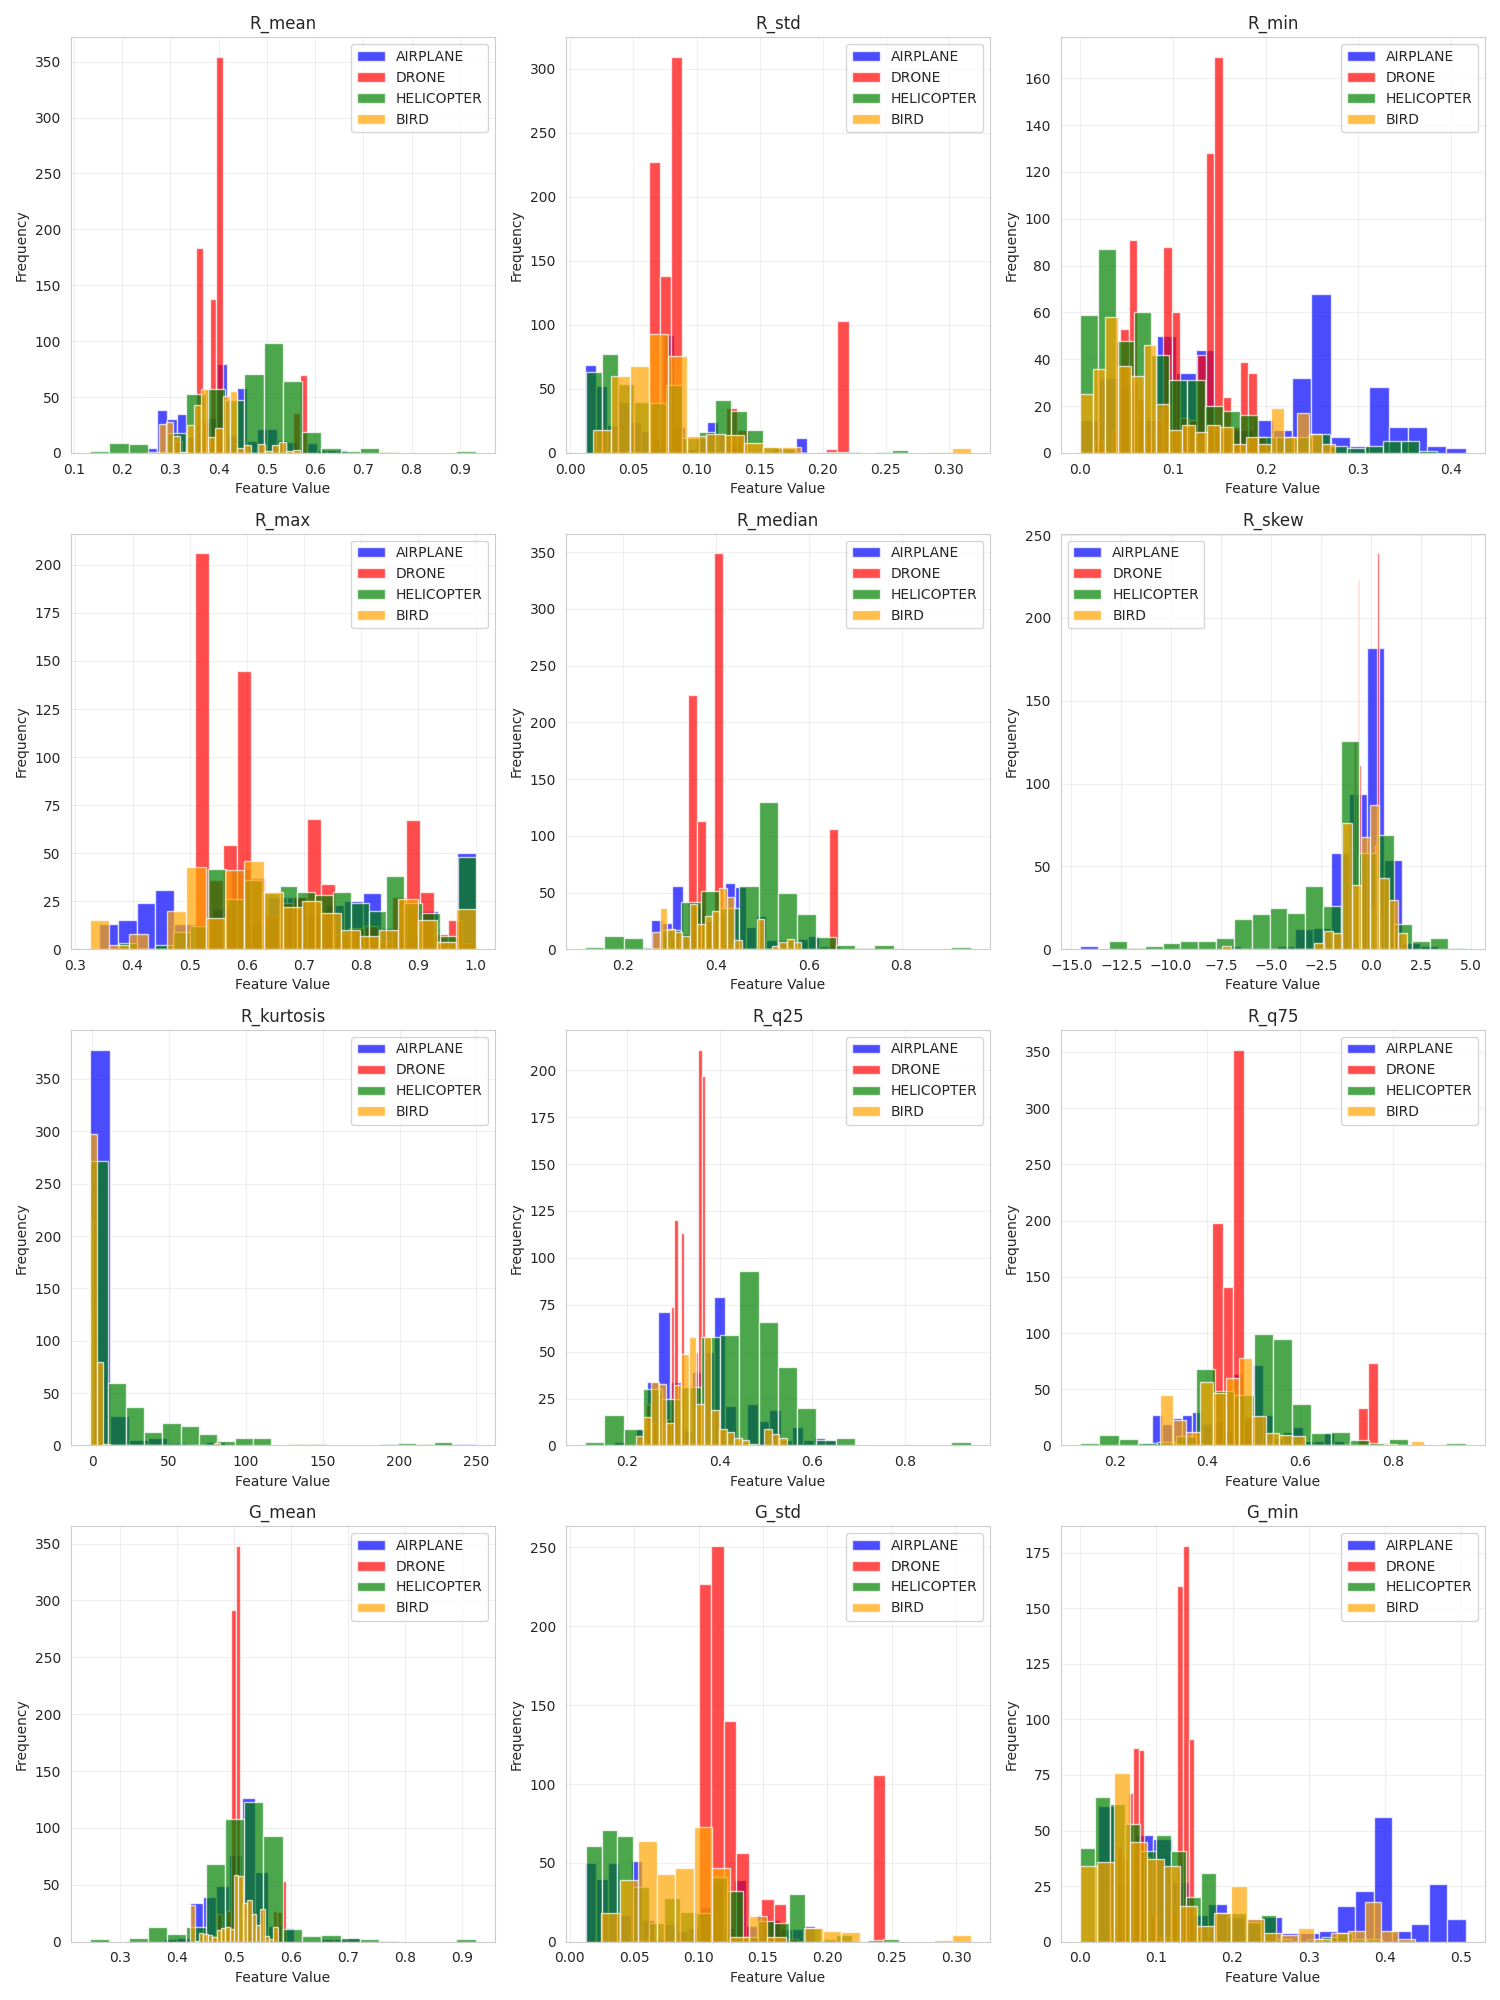 R_mean
AIRPLANE
DRONE
HELICOPTER
BIRD
Frequency
350
300
250
200
150
100
50
0
0.1 0.2 0.3 0.4 0.5 0.6 0.7 0.8 0.9
Feature Value
R_std
AIRPLANE
DRONE
HELICOPTER
BIRD
Frequency
300
250
200
150
100
50
0
0.00 0.05 0.10 0.15 0.20 0.25 0.30
Feature Value
R_min
AIRPLANE
DRONE
HELICOPTER
BIRD
Frequency
160
140
120
100
80
60
40
20
0
0.0 0.1 0.2 0.3 0.4
Feature Value
R_max
AIRPLANE
DRONE
HELICOPTER
BIRD
Frequency
200
175
150
125
100
75
50
25
0
0.3 0.4 0.5 0.6 0.7 0.8 0.9 1.0
Feature Value
R_median
AIRPLANE
DRONE
HELICOPTER
BIRD
Frequency
350
300
250
200
150
100
50
0
0.2 0.4 0.6 0.8
Feature Value
R_skew
AIRPLANE
DRONE
HELICOPTER
BIRD
Frequency
250
200
150
100
50
0
−15.0 −12.5 −10.0 −7.5 −5.0 −2.5 0.0 2.5 5.0
Feature Value
R_kurtosis
AIRPLANE
DRONE
HELICOPTER
BIRD
Frequency
350
300
250
200
150
100
50
0
0 50 100 150 200 250
Feature Value
R_q25
AIRPLANE
DRONE
HELICOPTER
BIRD
Frequency
200
175
150
125
100
75
50
25
0
0.2 0.4 0.6 0.8
Feature Value
R_q75
AIRPLANE
DRONE
HELICOPTER
BIRD
Frequency
350
300
250
200
150
100
50
0
0.2 0.4 0.6 0.8
Feature Value
G_mean
AIRPLANE
DRONE
HELICOPTER
BIRD
Frequency
350
300
250
200
150
100
50
0
0.3 0.4 0.5 0.6 0.7 0.8 0.9
Feature Value
G_std
AIRPLANE
DRONE
HELICOPTER
BIRD
Frequency
250
200
150
100
50
0
0.00 0.05 0.10 0.15 0.20 0.25 0.30
Feature Value
G_min
AIRPLANE
DRONE
HELICOPTER
BIRD
Frequency
175
150
125
100
75
50
25
0
0.0 0.1 0.2 0.3 0.4 0.5
Feature Value